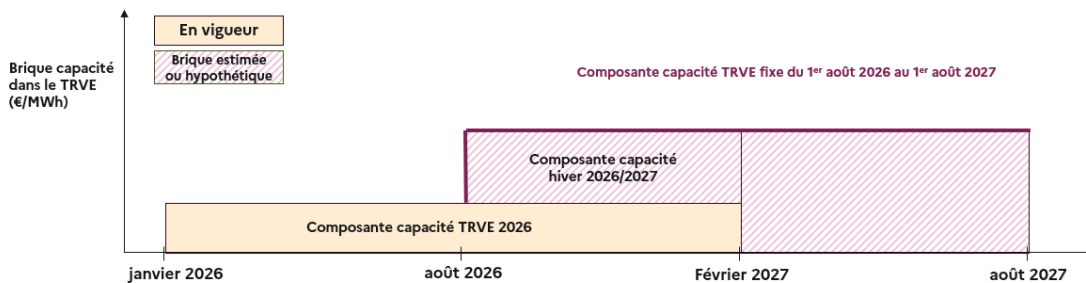 En vigueur
Brique estimée
ou hypothétique
Brique capacité
dans le TRVE
(€/MWh)
Composante capacité TRVE fixe du 1er août 2026 au 1er août 2027
Composante capacité
hiver 2026/2027
Composante capacité TRVE 2026
janvier 2026
août 2026
Février 2027
août 2027